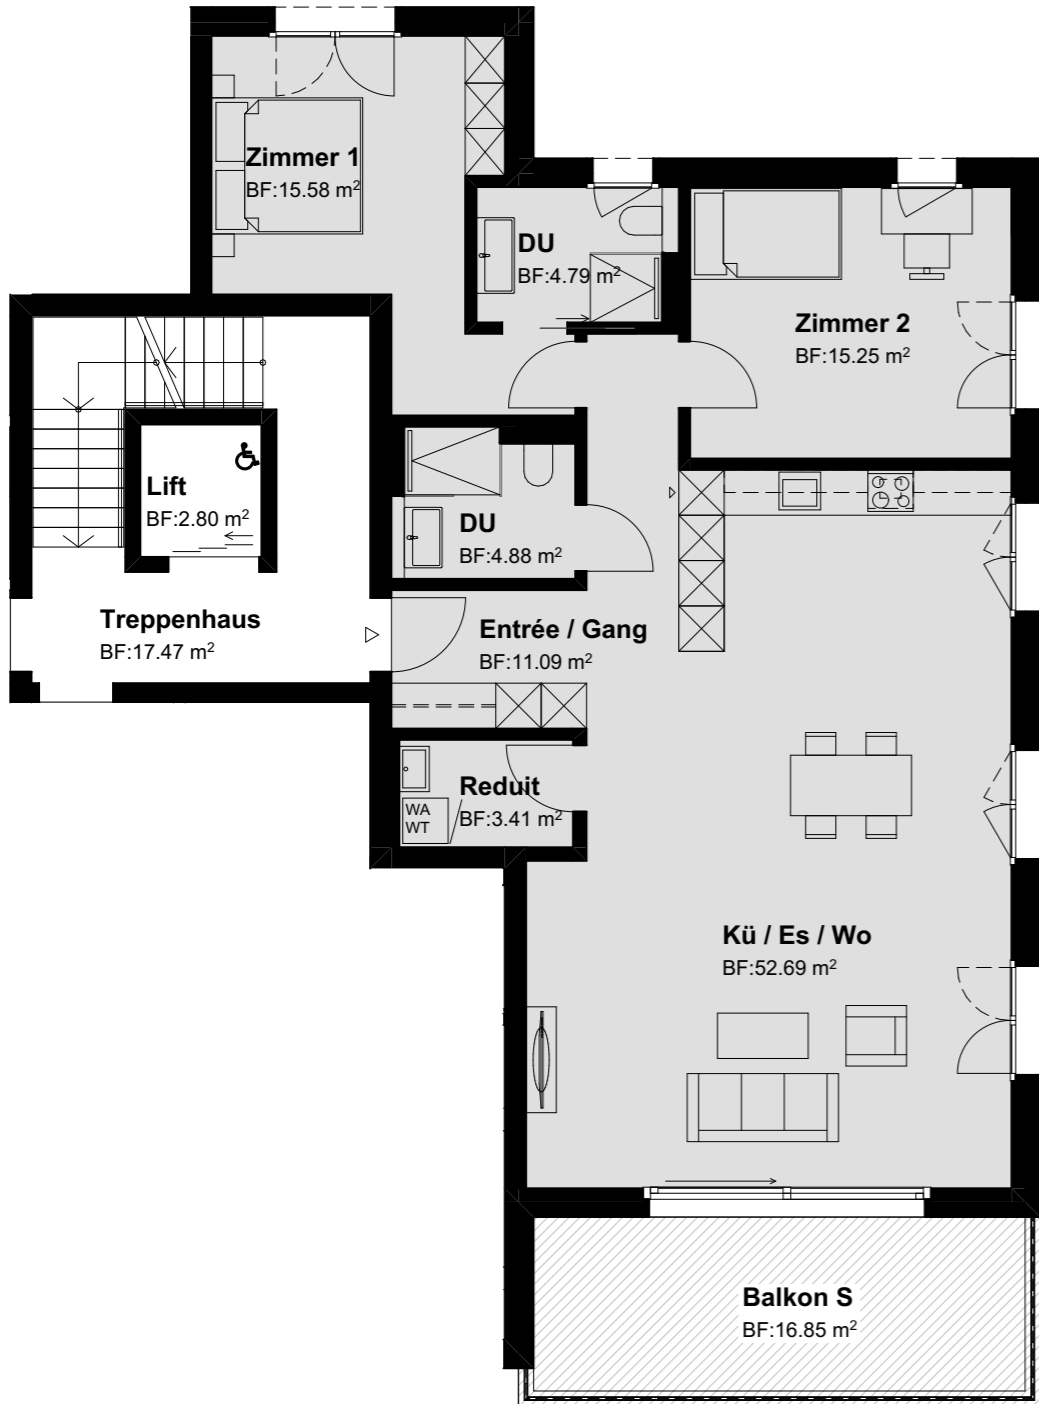 Zimmer 1
BF:15.58 m²
DU
BF:4.79 m²
Zimmer 2
BF:15.25 m²
Lift
BF:2.80 m²
DU
BF:4.88 m²
Treppenhaus
BF:17.47 m²
Entrée / Gang
BF:11.09 m²
Reduit
BF:3.41 m²
WA
WT
Kü / Es / Wo
BF:52.69 m²
Balkon S
BF:16.85 m²